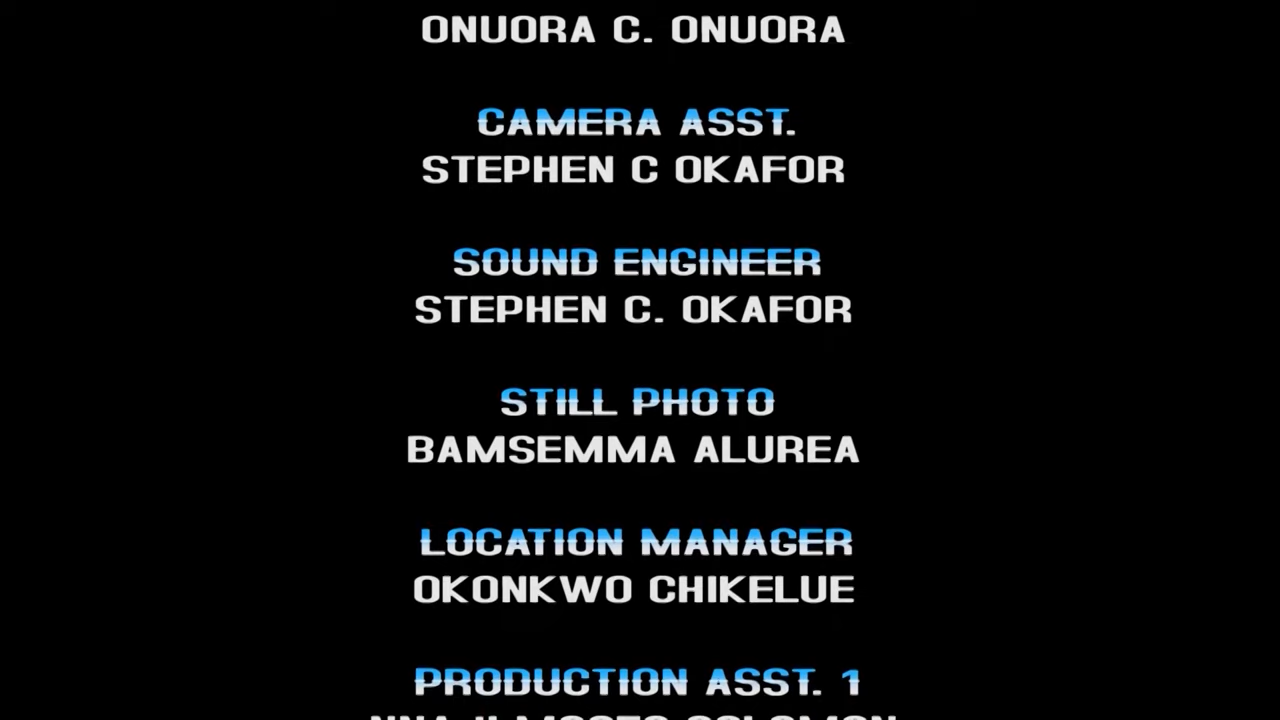 ONUORA C. ONUORA
CAMERA ASST.
STEPHEN C OKAFOR
SOUND ENGINEER
STEPHEN C. OKAFOR
STILL PHOTO
BAMSEMMA ALUREA
LOCATION MANAGER
OKONKWO CHIKELUE
PRODUCTION ASST. 1